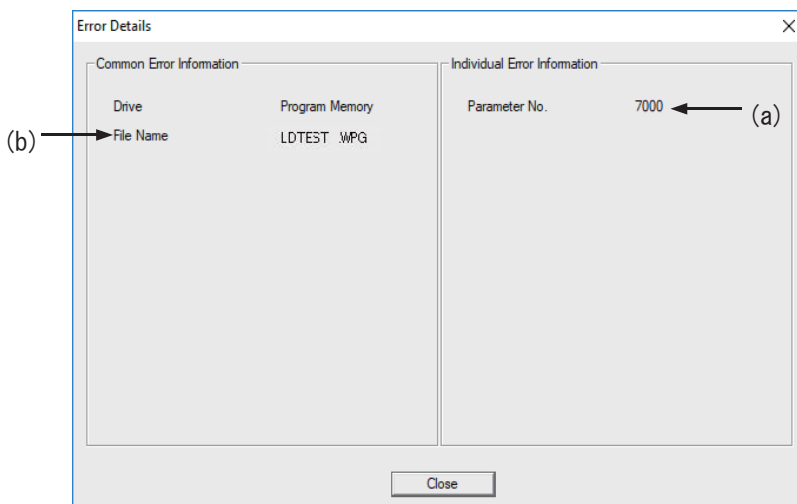 Error Details
Common Error Information
Individual Error Information
Drive Program Memory
Parameter No. 7000
(a)
(b)
File Name LDTEST .WPG
Close